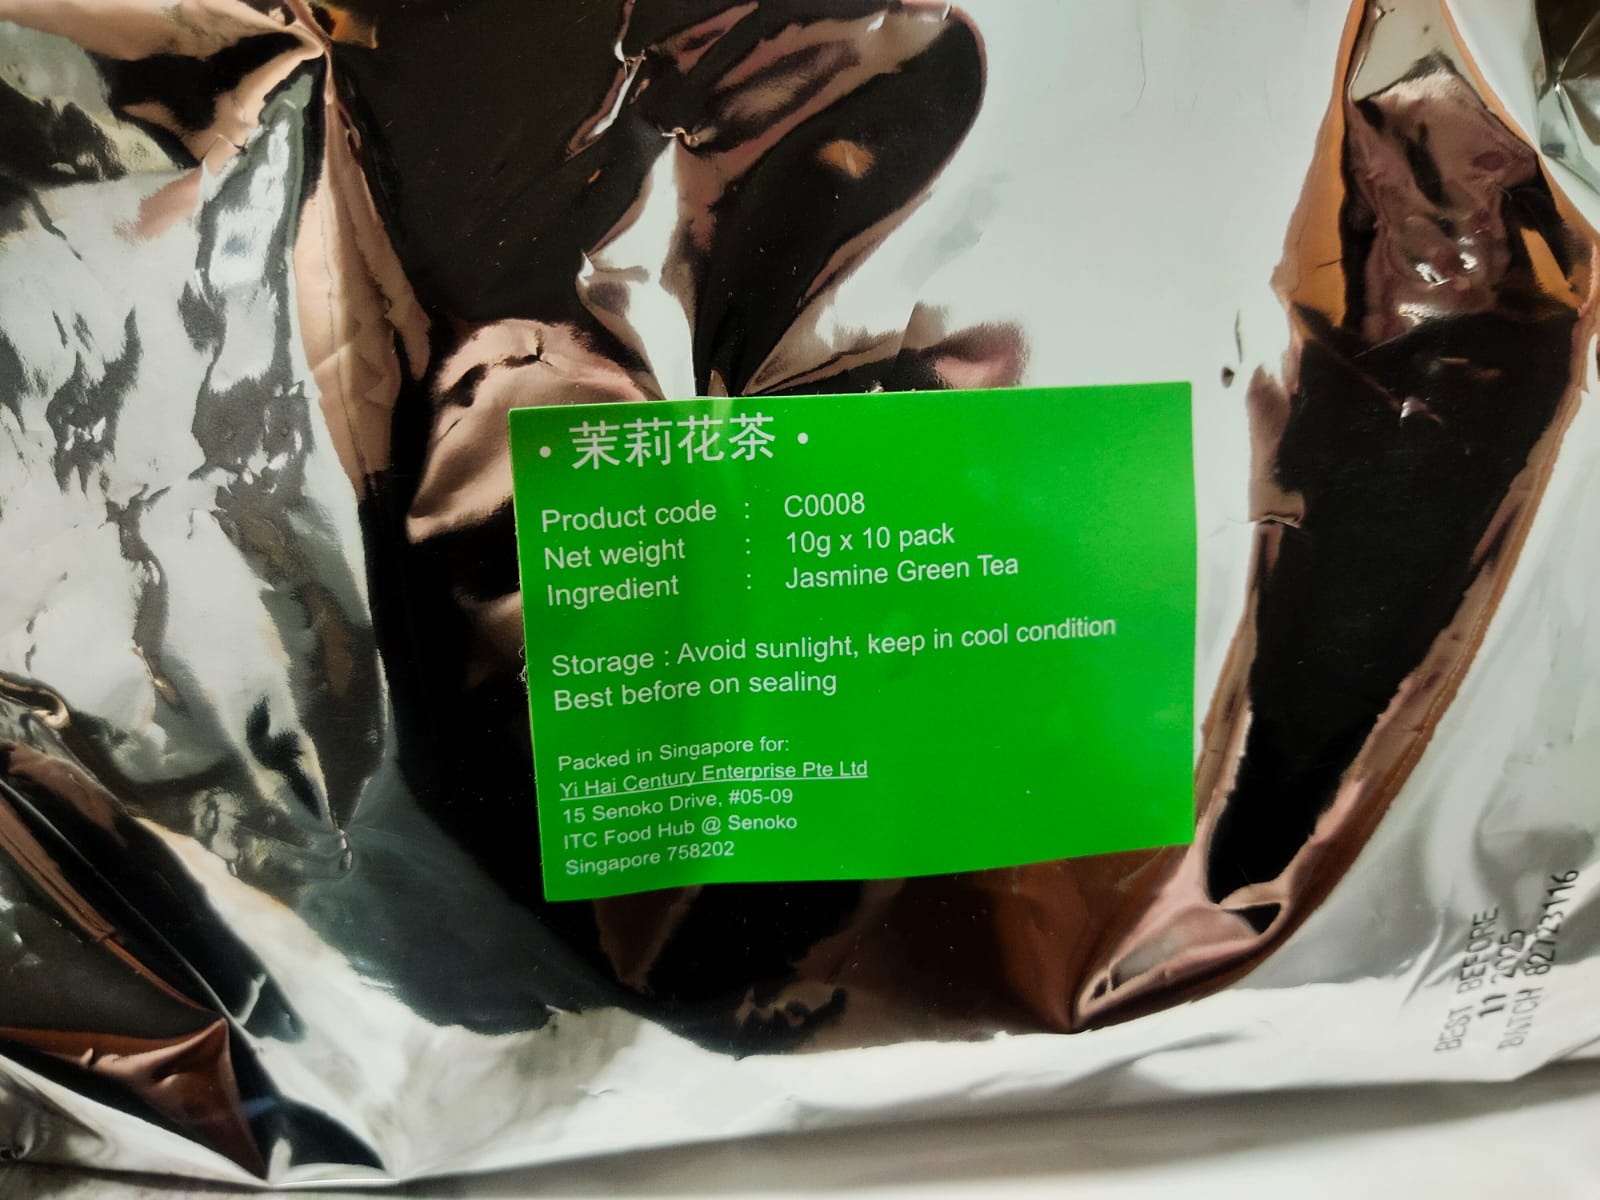 • 茉莉花茶 •
Product code : C0008
Net weight : 10g x 10 pack
Ingredient : Jasmine Green Tea
Storage : Avoid sunlight, keep in cool condition
Best before on sealing
Packed in Singapore for:
Yi Hai Century Enterprise Pte Ltd
15 Senoko Drive, #05-09
ITC Food Hub @ Senoko
Singapore 758202
BEST BEFORE
11 2025
BATCH 82723116